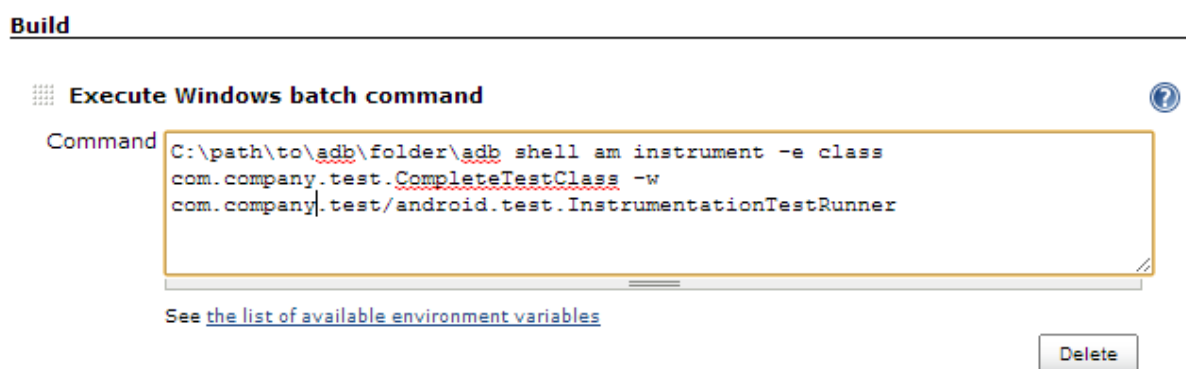 Build
Execute Windows batch command
?
Command
C:\path\to\adb\folder\adb shell am instrument -e class
com.company.test.CompleteTestClass -w
com.company.test/android.test.InstrumentationTestRunner
See the list of available environment variables
Delete